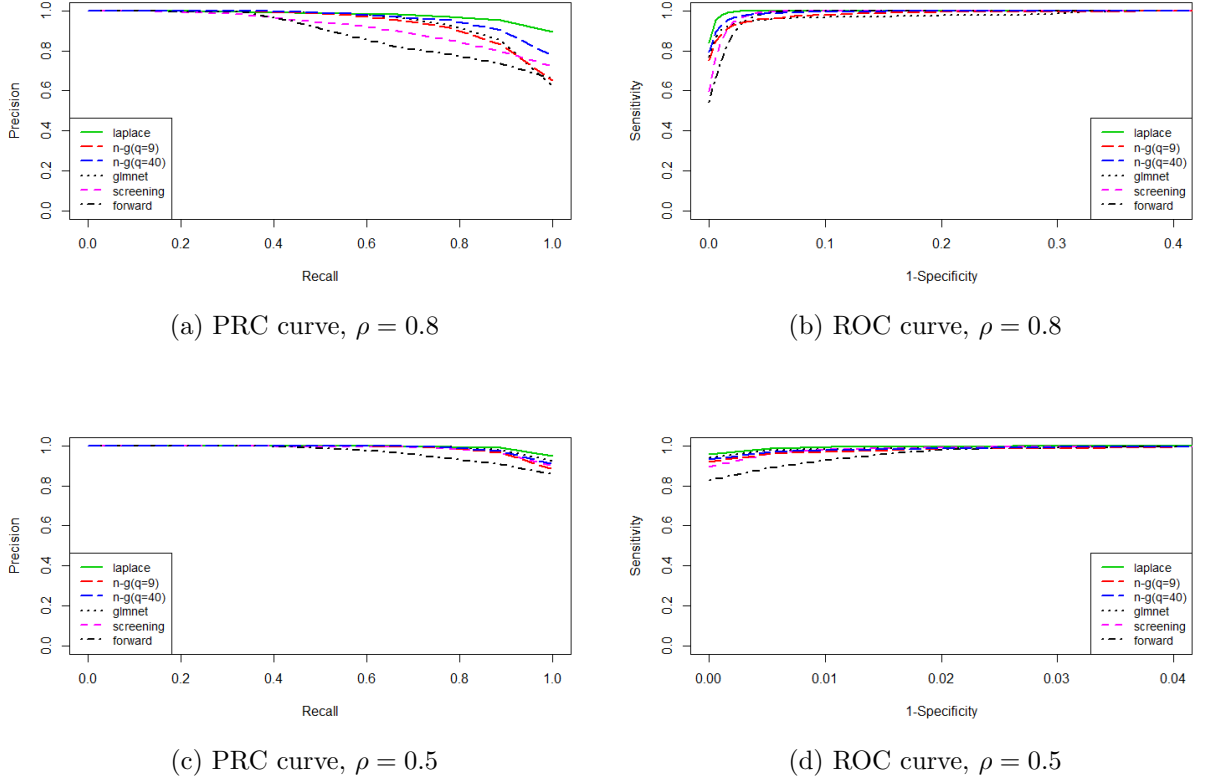 Precision
0.0 0.2 0.4 0.6 0.8 1.0
laplace
n-g(q=9)
n-g(q=40)
glmnet
screening
forward
0.0 0.2 0.4 0.6 0.8 1.0
Recall
(a) PRC curve, ρ = 0.8
Sensitivity
0.0 0.2 0.4 0.6 0.8 1.0
laplace
n-g(q=9)
n-g(q=40)
glmnet
screening
forward
0.0 0.1 0.2 0.3 0.4
1-Specificity
(b) ROC curve, ρ = 0.8
Precision
0.0 0.2 0.4 0.6 0.8 1.0
laplace
n-g(q=9)
n-g(q=40)
glmnet
screening
forward
0.0 0.2 0.4 0.6 0.8 1.0
Recall
(c) PRC curve, ρ = 0.5
Sensitivity
0.0 0.2 0.4 0.6 0.8 1.0
laplace
n-g(q=9)
n-g(q=40)
glmnet
screening
forward
0.00 0.01 0.02 0.03 0.04
1-Specificity
(d) ROC curve, ρ = 0.5